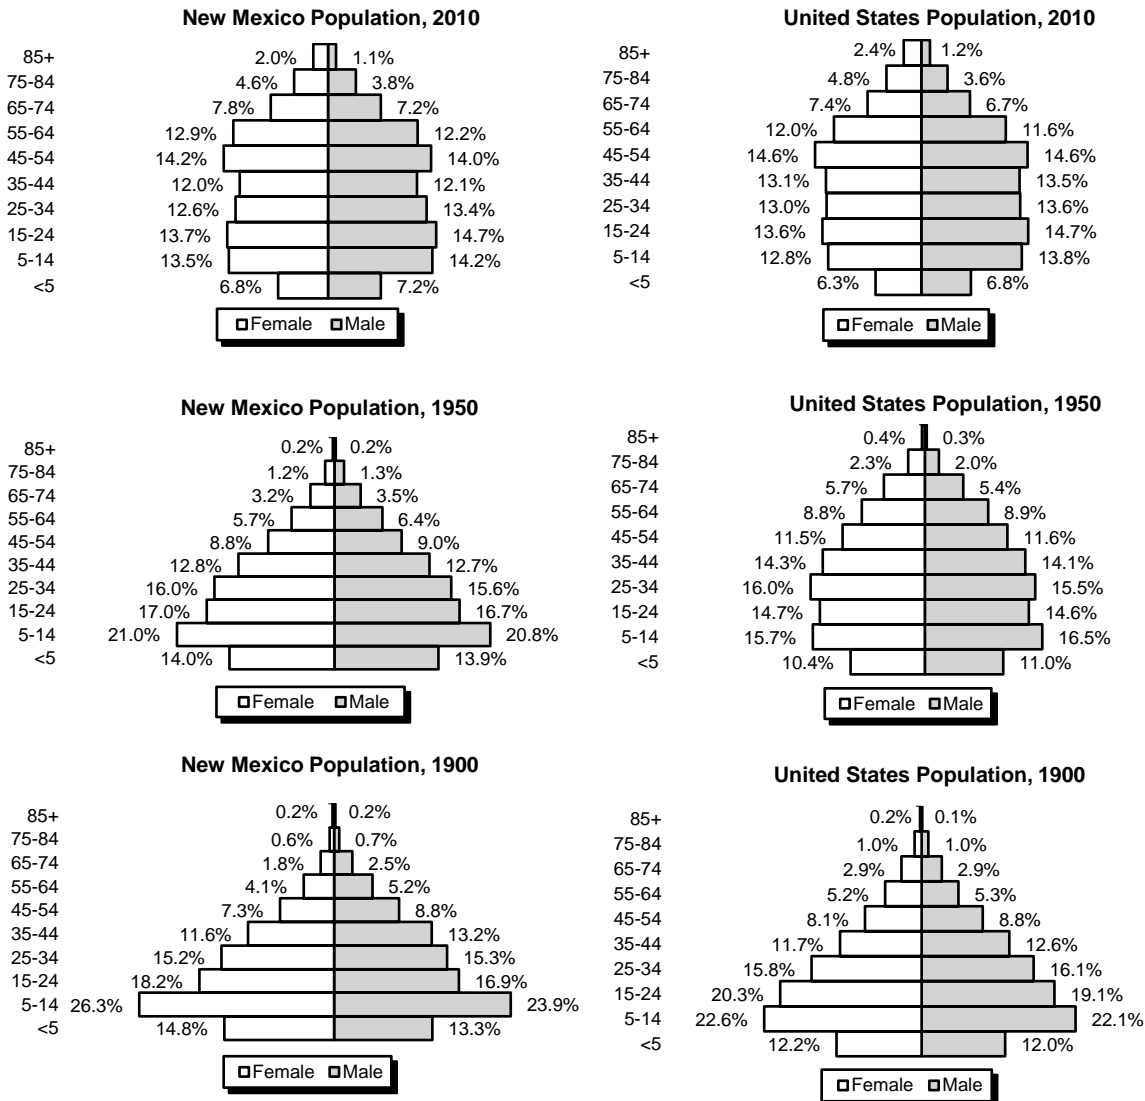 New Mexico Population, 2010
85+ 2.0% 1.1%
75-84 4.6% 3.8%
65-74 7.8% 7.2%
55-64 12.9% 12.2%
45-54 14.2% 14.0%
35-44 12.0% 12.1%
25-34 12.6% 13.4%
15-24 13.7% 14.7%
5-14 13.5% 14.2%
<5 6.8% 7.2%
Female Male
United States Population, 2010
85+ 2.4% 1.2%
75-84 4.8% 3.6%
65-74 7.4% 6.7%
55-64 12.0% 11.6%
45-54 14.6% 14.6%
35-44 13.1% 13.5%
25-34 13.0% 13.6%
15-24 13.6% 14.7%
5-14 12.8% 13.8%
<5 6.3% 6.8%
Female Male
New Mexico Population, 1950
85+ 0.2% 0.2%
75-84 1.2% 1.3%
65-74 3.2% 3.5%
55-64 5.7% 6.4%
45-54 8.8% 9.0%
35-44 12.8% 12.7%
25-34 16.0% 15.6%
15-24 17.0% 16.7%
5-14 21.0% 20.8%
<5 14.0% 13.9%
Female Male
United States Population, 1950
85+ 0.4% 0.3%
75-84 2.3% 2.0%
65-74 5.7% 5.4%
55-64 8.8% 8.9%
45-54 11.5% 11.6%
35-44 14.3% 14.1%
25-34 16.0% 15.5%
15-24 14.7% 14.6%
5-14 15.7% 16.5%
<5 10.4% 11.0%
Female Male
New Mexico Population, 1900
85+ 0.2% 0.2%
75-84 0.6% 0.7%
65-74 1.8% 2.5%
55-64 4.1% 5.2%
45-54 7.3% 8.8%
35-44 11.6% 13.2%
25-34 15.2% 15.3%
15-24 18.2% 16.9%
5-14 26.3% 23.9%
<5 14.8% 13.3%
Female Male
United States Population, 1900
85+ 0.2% 0.1%
75-84 1.0% 1.0%
65-74 2.9% 2.9%
55-64 5.2% 5.3%
45-54 8.1% 8.8%
35-44 11.7% 12.6%
25-34 15.8% 16.1%
15-24 20.3% 19.1%
5-14 22.6% 22.1%
<5 12.2% 12.0%
Female Male